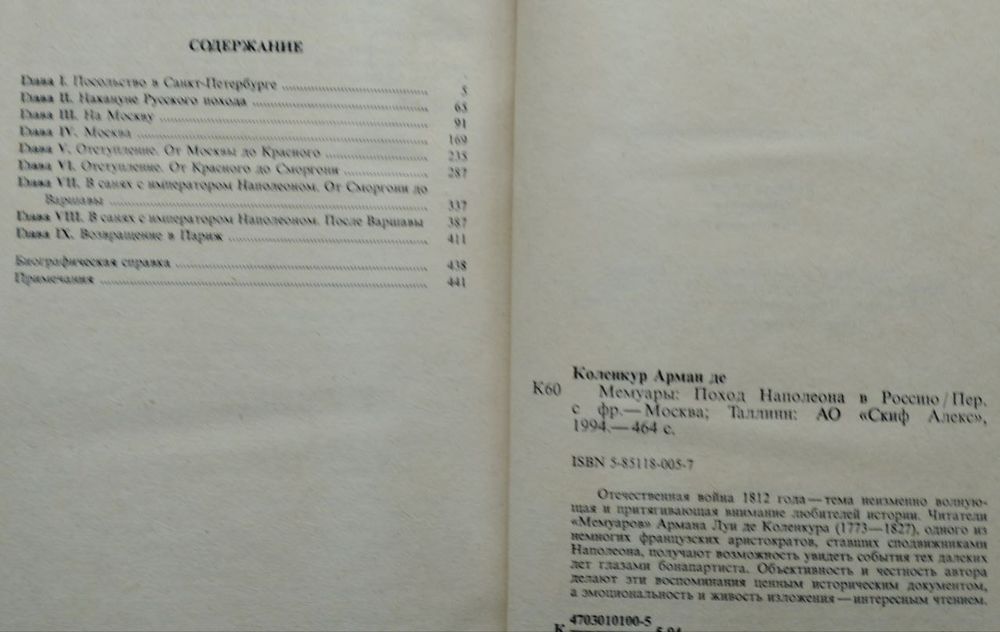 СОДЕРЖАНИЕ
Глава I. Посольство в Санкт-Петербурге 5
Глава II. Накануне Русского похода 65
Глава III. На Москву 91
Глава IV. Москва 169
Глава V. Отступление. От Москвы до Красного 235
Глава VI. Отступление. От Красного до Сморгони 287
Глава VII. В санях с императором Наполеоном. От Сморгони до
Варшавы 337
Глава VIII. В санях с императором Наполеоном. После Варшавы 387
Глава IX. Возвращение в Париж 411
Биографическая справка 438
Примечания 441
Коленкур Арман де
К60 Мемуары: Поход Наполеона в Россию/Пер.
с фр.—Москва; Таллинн: АО «Скиф Алекс»,
1994.—464 с.
ISBN 5-85118-005-7
Отечественная война 1812 года—тема неизменно волную-
щая и притягивающая внимание любителей истории. Читатели
«Мемуаров» Армана Луи де Коленкура (1773—1827), одного из
немногих французских аристократов, ставших сподвижниками
Наполеона, получают возможность увидеть события тех далеких
лет глазами бонапартиста. Объективность и честность автора
делают эти воспоминания ценным историческим документом,
а эмоциональность и живость изложения—интересным чтением.
4703010100-5
К 5-94